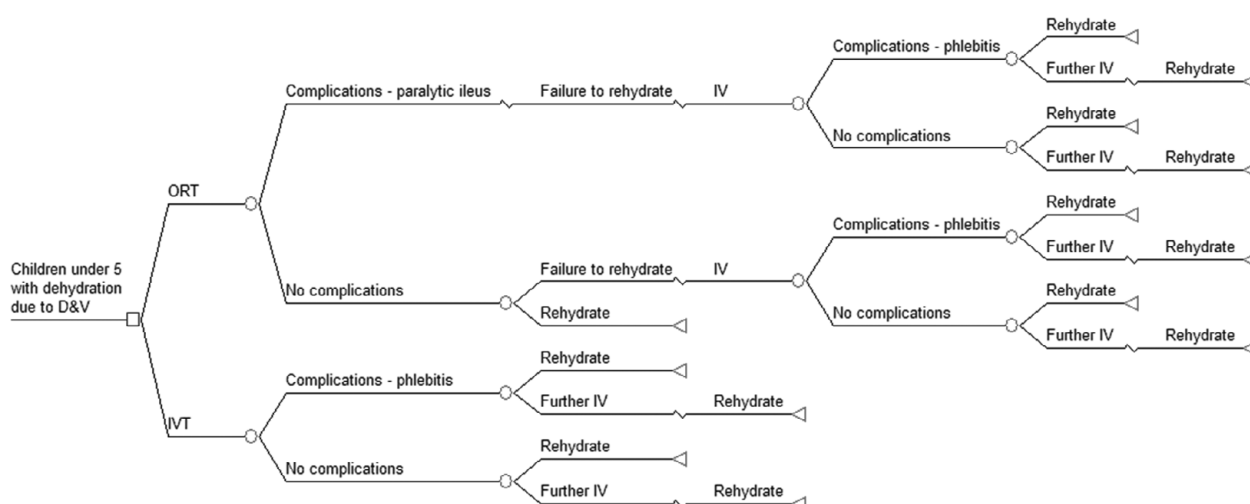 Rehydrate
Complications - phlebitis
Further IV Rehydrate
Complications - paralytic ileus Failure to rehydrate IV
Rehydrate
No complications
Further IV Rehydrate
ORT
Rehydrate
Complications - phlebitis
Further IV Rehydrate
Children under 5
with dehydration
due to D&V
Failure to rehydrate IV
No complications
Rehydrate
Rehydrate
No complications
Further IV Rehydrate
Rehydrate
Complications - phlebitis
Further IV Rehydrate
IVT
Rehydrate
No complications
Further IV Rehydrate